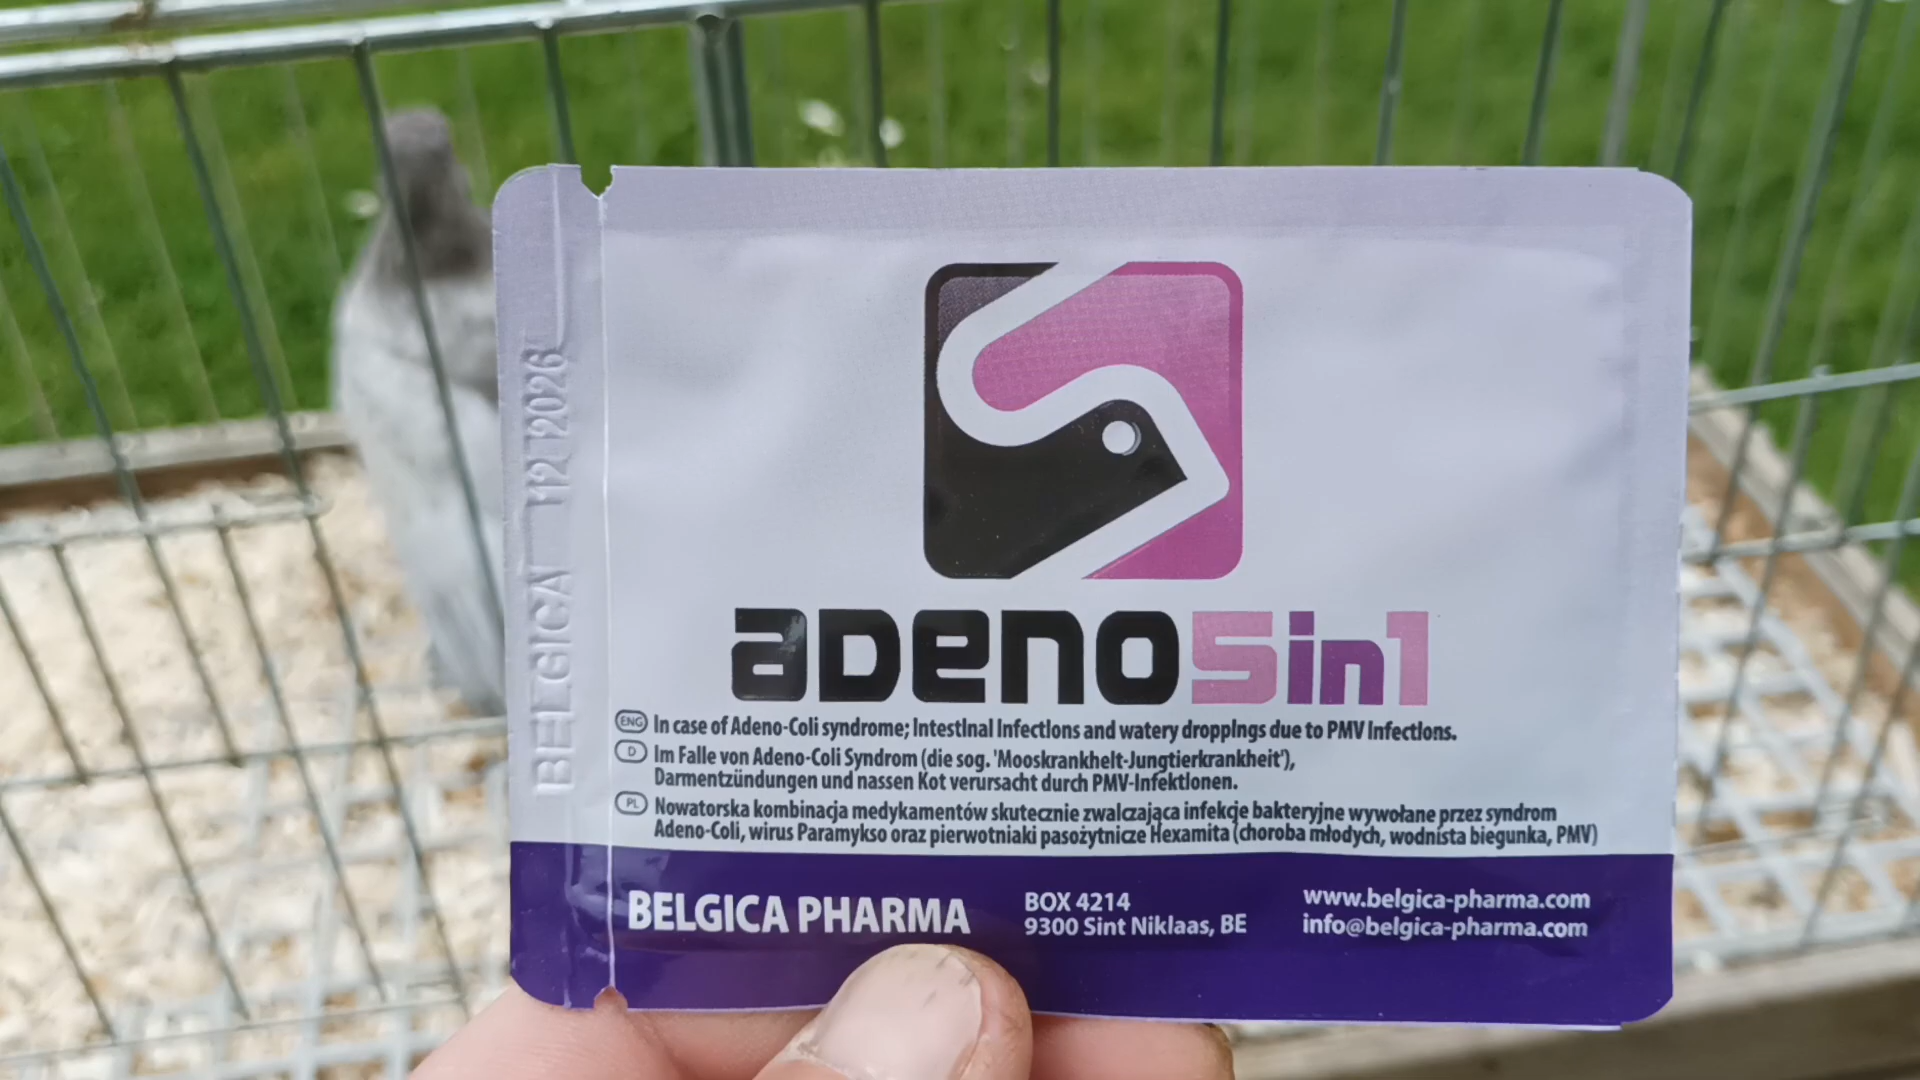 BELGICA 12 2026
adeno5in1
ENG In case of Adeno-Coli syndrome; Intestinal Infections and watery droppings due to PMV Infections.
D Im Falle von Adeno-Coli Syndrom (die sog. 'Mooskrankheit-Jungtierkrankheit'),
Darmentzündungen und nassen Kot verursacht durch PMV-Infektionen.
PL Nowatorska kombinacja medykamentów skutecznie zwalczająca infekcje bakteryjne wywołane przez syndrom
Adeno-Coli, wirus Paramykso oraz pierwotniaki pasożytnicze Hexamita (choroba młodych, wodnista biegunka, PMV)
BELGICA PHARMA
BOX 4214
9300 Sint Niklaas, BE
www.belgica-pharma.com
info@belgica-pharma.com